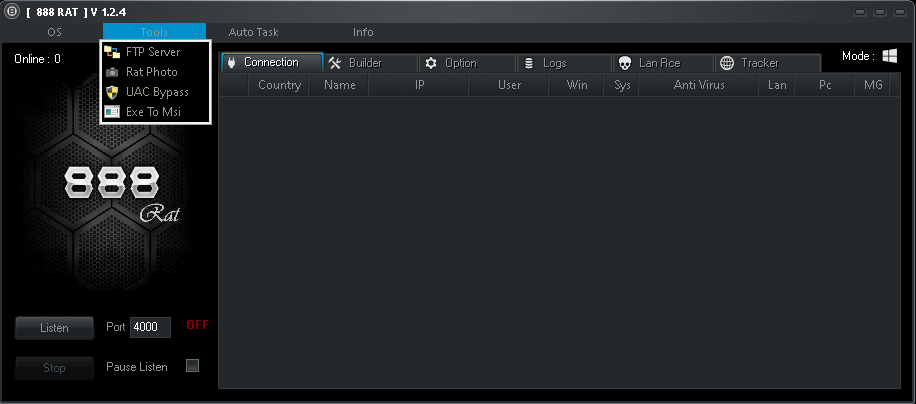 [ 888 RAT ] V 1.2.4
OS Tools Auto Task Info
FTP Server
Rat Photo
UAC Bypass
Exe To Msi
Online : 0
Connection Builder Option Logs Lan Rce Tracker
Mode :
Country Name IP User Win Sys Anti Virus Lan Pc MG
888
Rat
Listen Port 4000 OFF
Stop Pause Listen